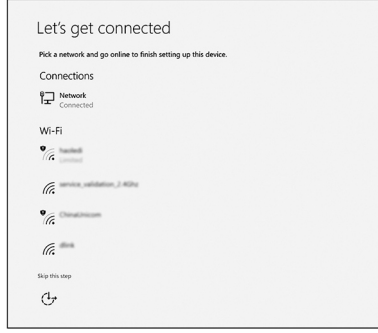 Let's get connected
Pick a network and go online to finish setting up this device.
Connections
Network
Connected
Wi-Fi
Limited
service_validation_2.4Ghz
ChinaUnicom
dlink
Skip this step